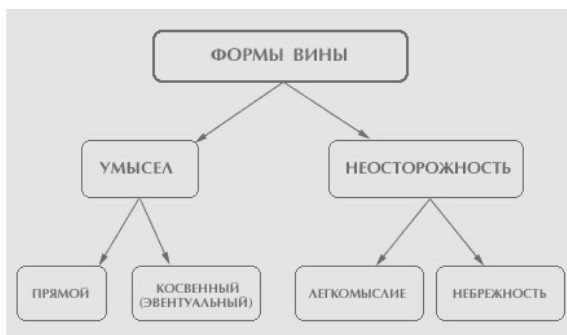 ФОРМЫ ВИНЫ
УМЫСЕЛ
НЕОСТОРОЖНОСТЬ
ПРЯМОЙ
КОСВЕННЫЙ
(ЭВЕНТУАЛЬНЫЙ)
ЛЕГКОМЫСЛИЕ
НЕБРЕЖНОСТЬ